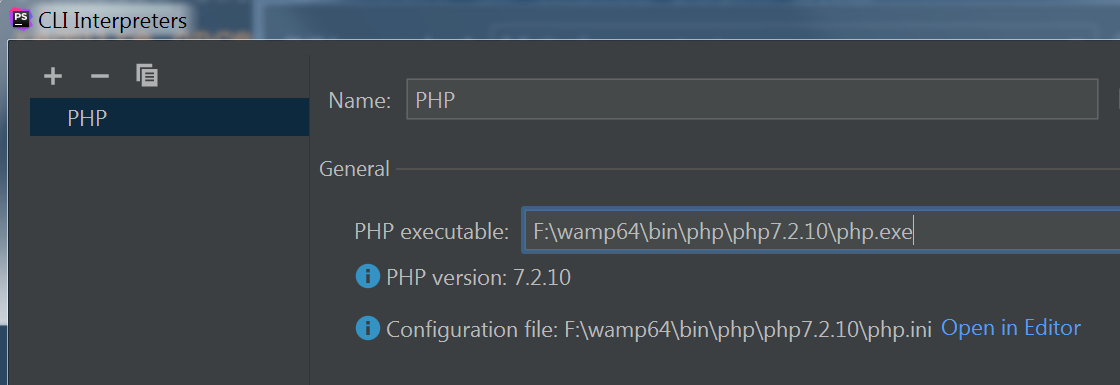 PS CLI Interpreters
PHP
Name: PHP
General
PHP executable: F:\wamp64\bin\php\php7.2.10\php.exe
PHP version: 7.2.10
Configuration file: F:\wamp64\bin\php\php7.2.10\php.ini Open in Editor